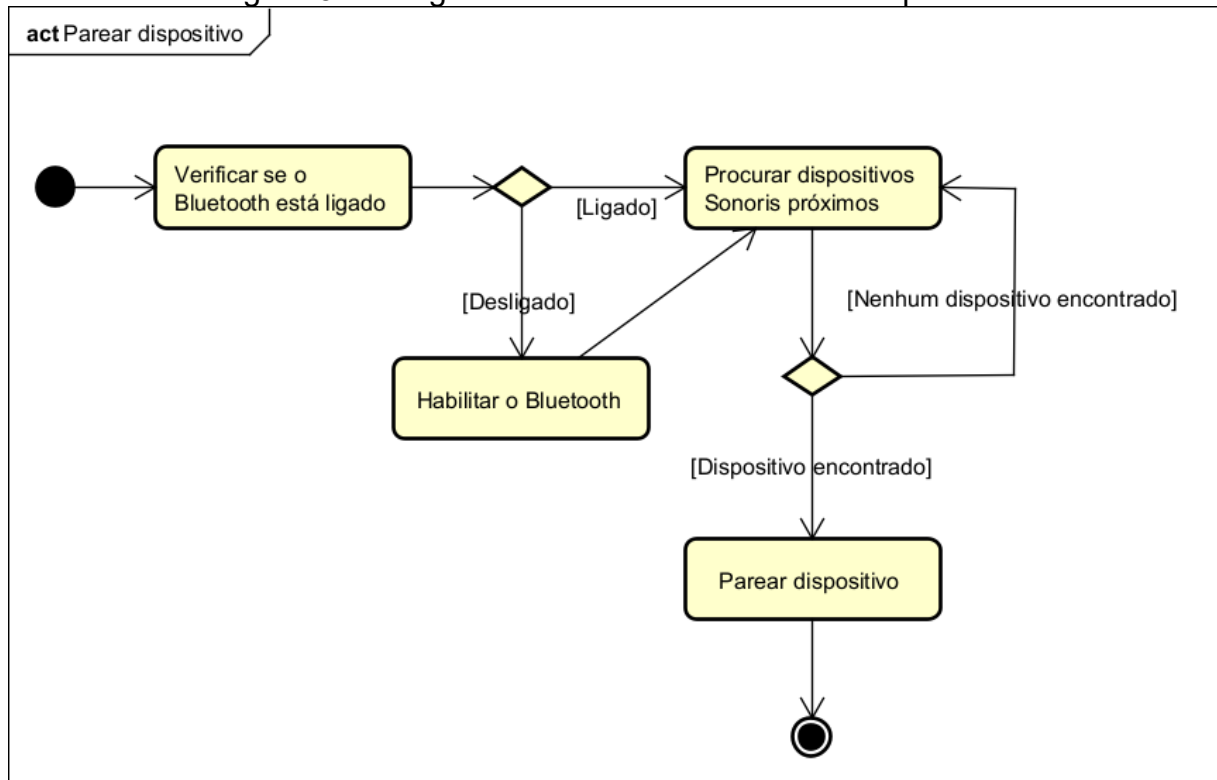 act Parear dispositivo
Verificar se o
Bluetooth está ligado
[Ligado]
Procurar dispositivos
Sonoris próximos
[Desligado]
[Nenhum dispositivo encontrado]
Habilitar o Bluetooth
[Dispositivo encontrado]
Parear dispositivo